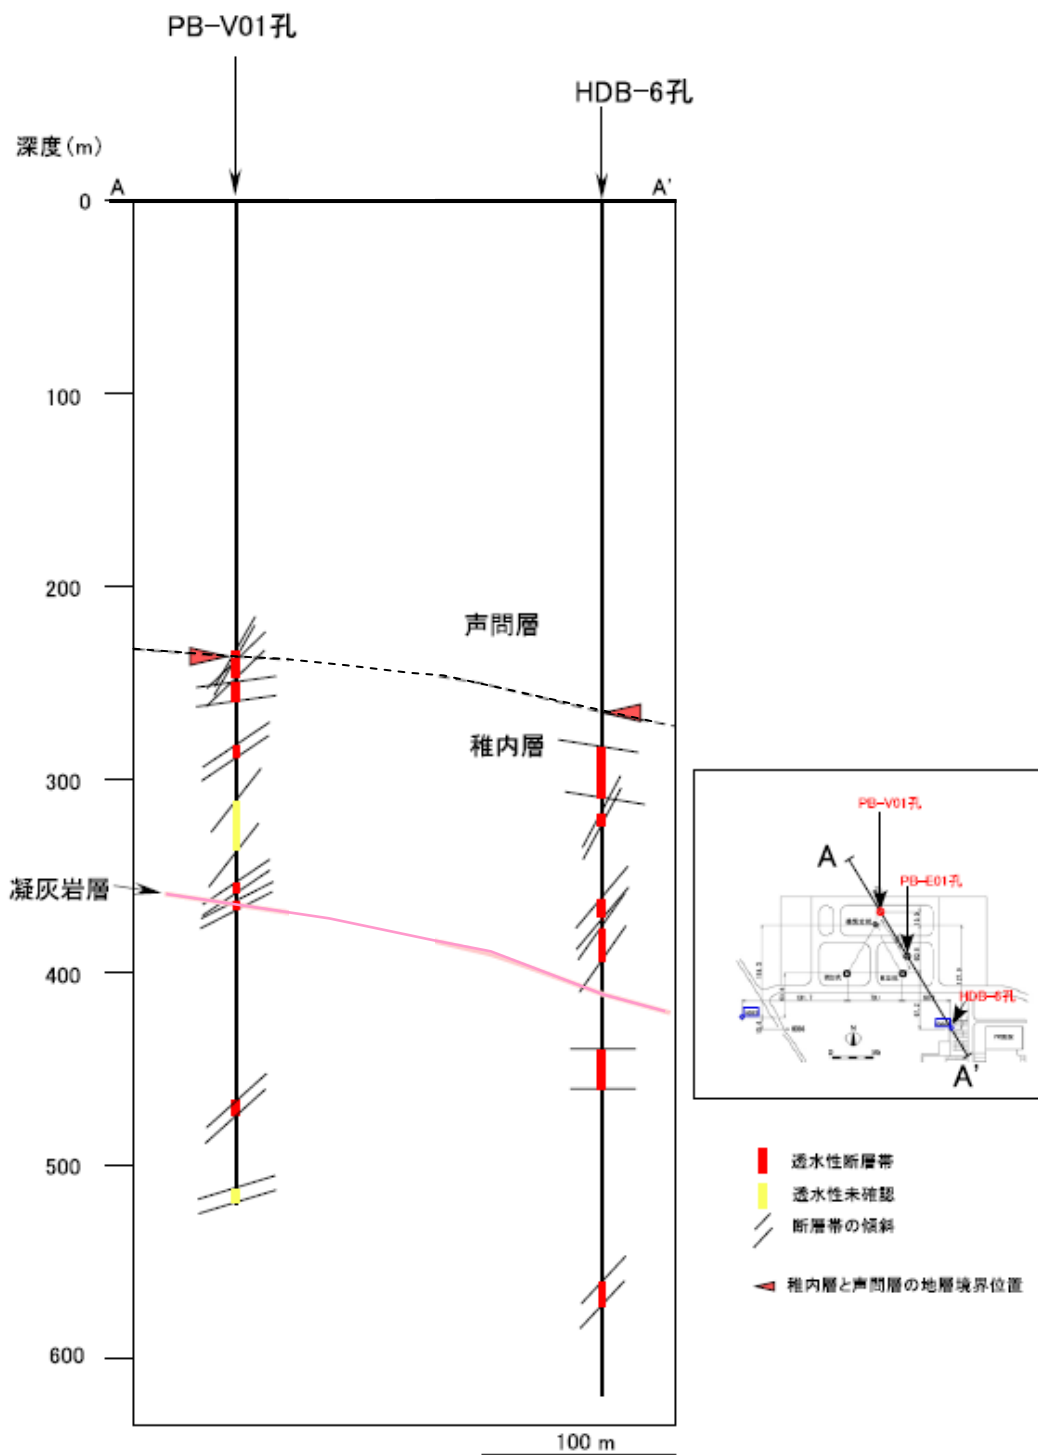 PB-V01孔
HDB-6孔
深度(m)
A
A'
0
100
200
声問層
稚内層
300
凝灰岩層
400
500
600
100 m
PB-V01孔
A
PB-E01孔
HDB-6孔
N
A'
透水性断層帯
透水性未確認
断層帯の傾斜
稚内層と声問層の地層境界位置